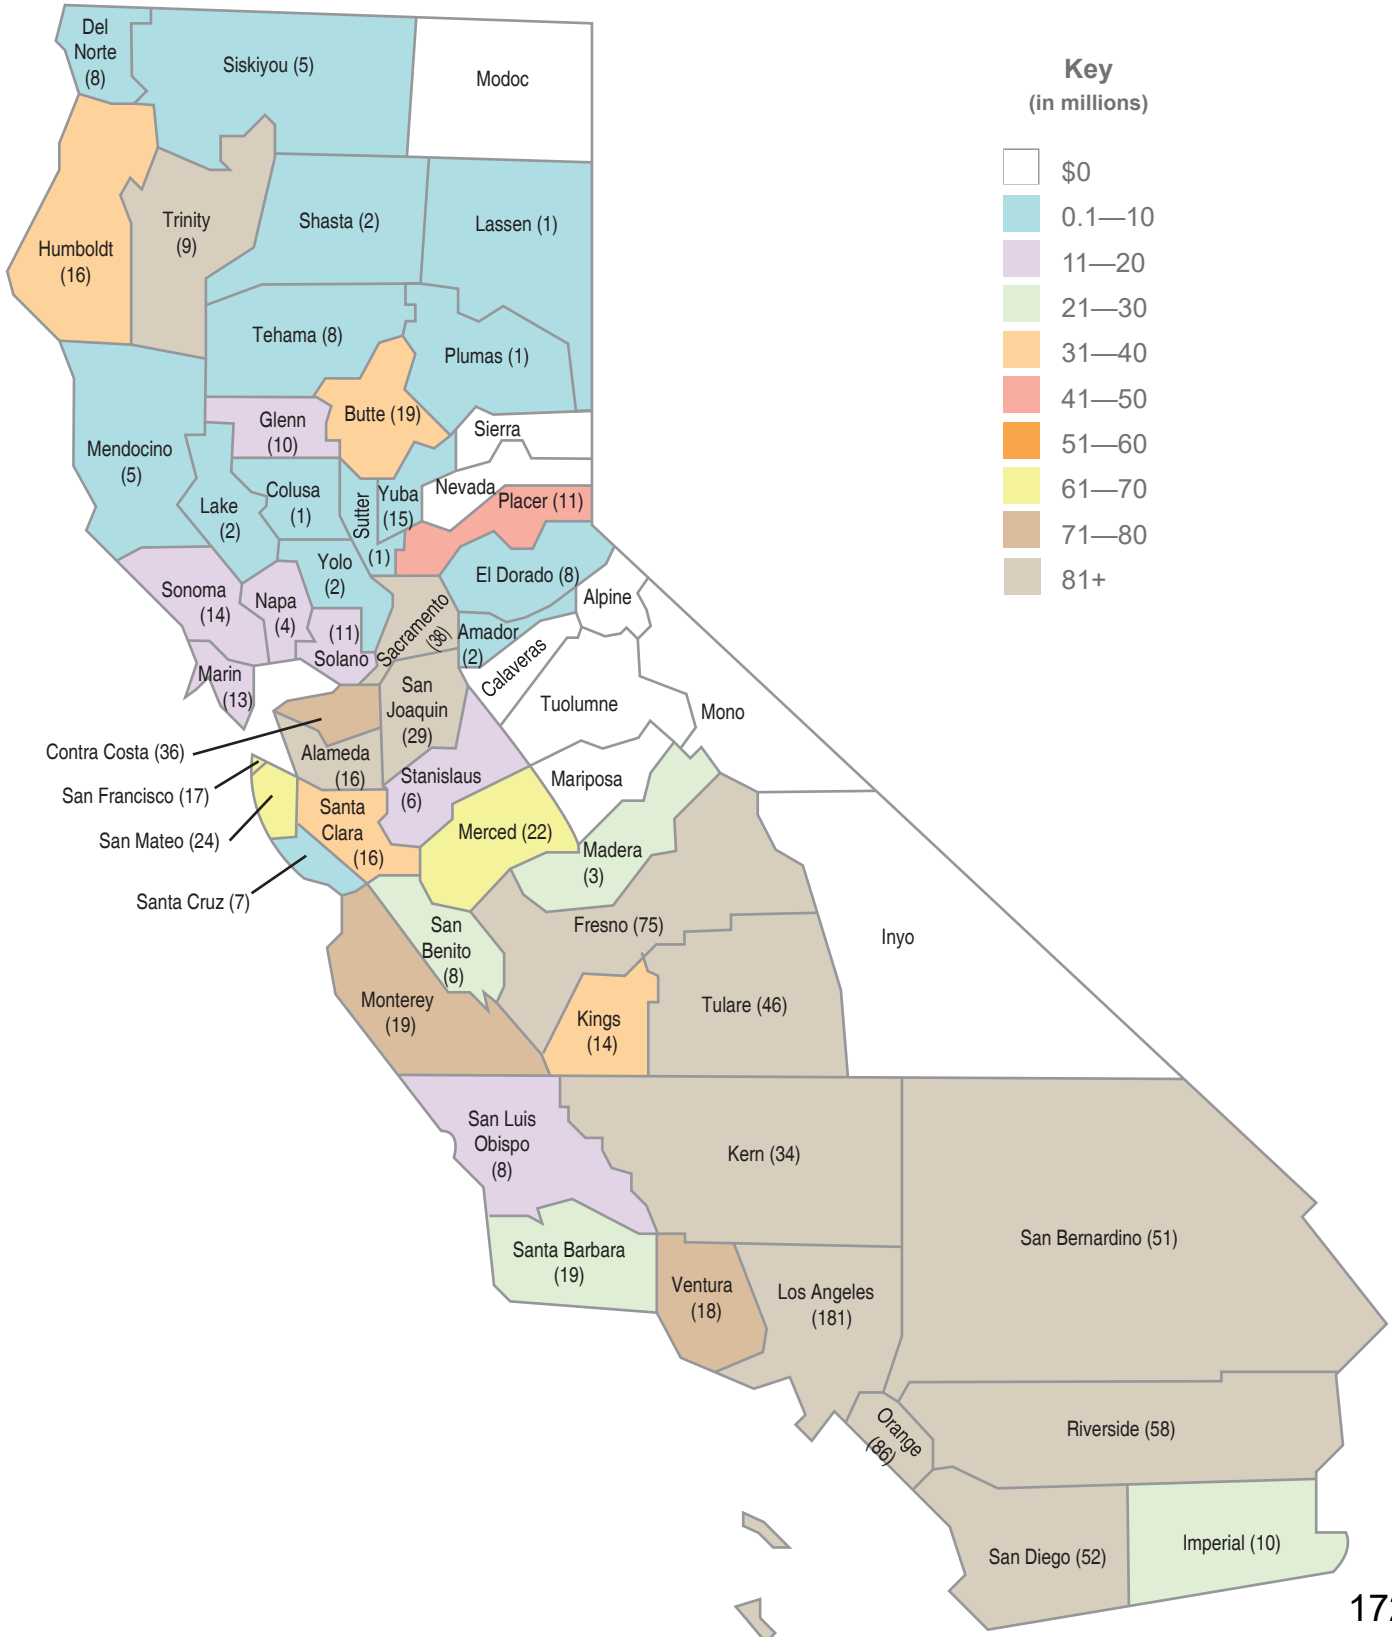 Del
Norte
(8)
Siskiyou (5)
Modoc
Key
(in millions)
$0
0.1—10
11—20
21—30
31—40
41—50
51—60
61—70
71—80
81+
Humboldt
(16)
Trinity
(9)
Shasta (2)
Lassen (1)
Tehama (8)
Plumas (1)
Glenn
(10)
Butte (19)
Sierra
Mendocino
(5)
Lake
(2)
Colusa
(1)
Sutter
(1)
Yuba
(15)
Nevada
Placer (11)
Yolo
(2)
El Dorado (8)
Sonoma
(14)
Napa
(4)
(11)
Solano
Sacramento
(38)
Amador
(2)
Alpine
Marin
(13)
Calaveras
San
Joaquin
(29)
Tuolumne
Mono
Contra Costa (36)
Alameda
(16)
Stanislaus
(6)
Mariposa
San Francisco (17)
Santa
Clara
(16)
San Mateo (24)
Merced (22)
Madera
(3)
Santa Cruz (7)
San
Benito
(8)
Fresno (75)
Inyo
Monterey
(19)
Kings
(14)
Tulare (46)
San Luis
Obispo
(8)
Kern (34)
San Bernardino (51)
Santa Barbara
(19)
Ventura
(18)
Los Angeles
(181)
Orange
(86)
Riverside (58)
San Diego (52)
Imperial (10)